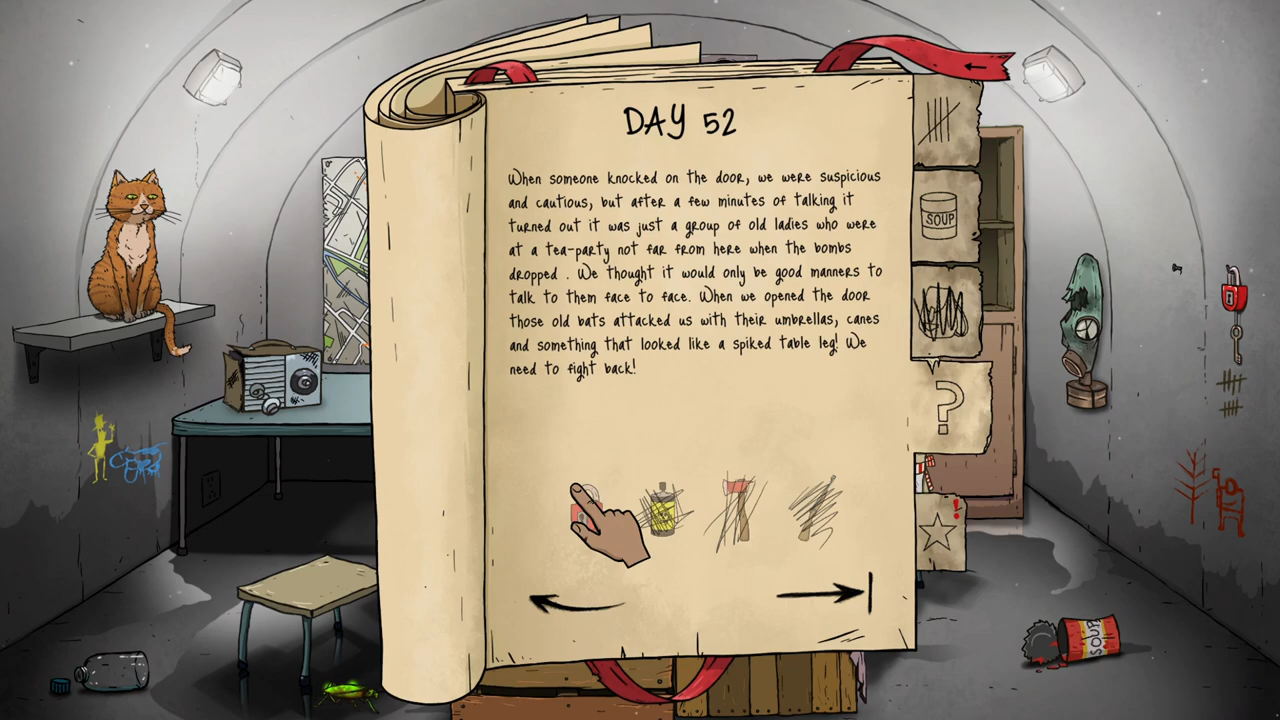 DAY 52
When someone knocked on the door, we were suspicious
and cautious, but after a few minutes of talking it
turned out it was just a group of old ladies who were
at a tea-party not far from here when the bombs
dropped . We thought it would only be good manners to
talk to them face to face. When we opened the door
those old bats attacked us with their umbrellas, canes
and something that looked like a spiked table leg! We
need to fight back!
SOUP
?
!
SOUP